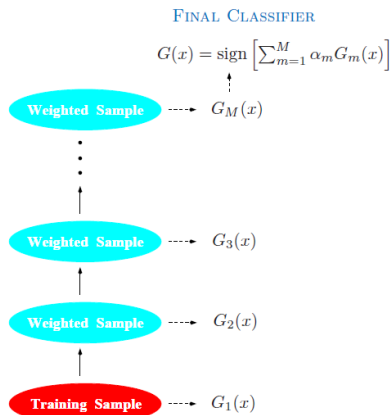 FINAL CLASSIFIER
G(x) = sign [∑_{m=1}^{M} α_m G_m(x)]
Weighted Sample G_M(x)
Weighted Sample G_3(x)
Weighted Sample G_2(x)
Training Sample G_1(x)